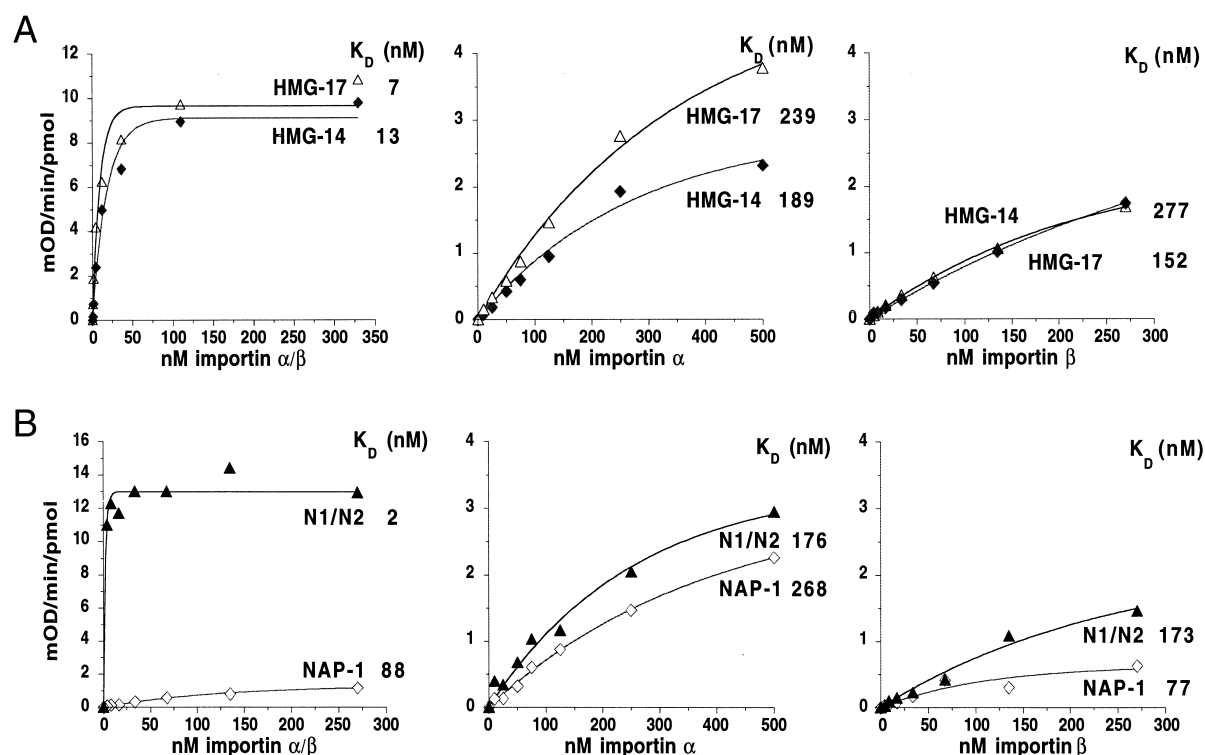 A
K_D (nM)
HMG-17 7
HMG-14 13
mOD/min/pmol
12
10
8
6
4
2
0
0 50 100 150 200 250 300 350
nM importin α/β
K_D (nM)
HMG-17 239
HMG-14 189
4
3
2
1
0
0 100 200 300 400 500
nM importin α
K_D (nM)
HMG-14 277
HMG-17 152
4
3
2
1
0
0 50 100 150 200 250 300
nM importin β
B
K_D (nM)
N1/N2 2
NAP-1 88
mOD/min/pmol
16
14
12
10
8
6
4
2
0
0 50 100 150 200 250 300
nM importin α/β
K_D (nM)
N1/N2 176
NAP-1 268
4
3
2
1
0
0 100 200 300 400 500
nM importin α
K_D (nM)
N1/N2 173
NAP-1 77
4
3
2
1
0
0 50 100 150 200 250 300
nM importin β